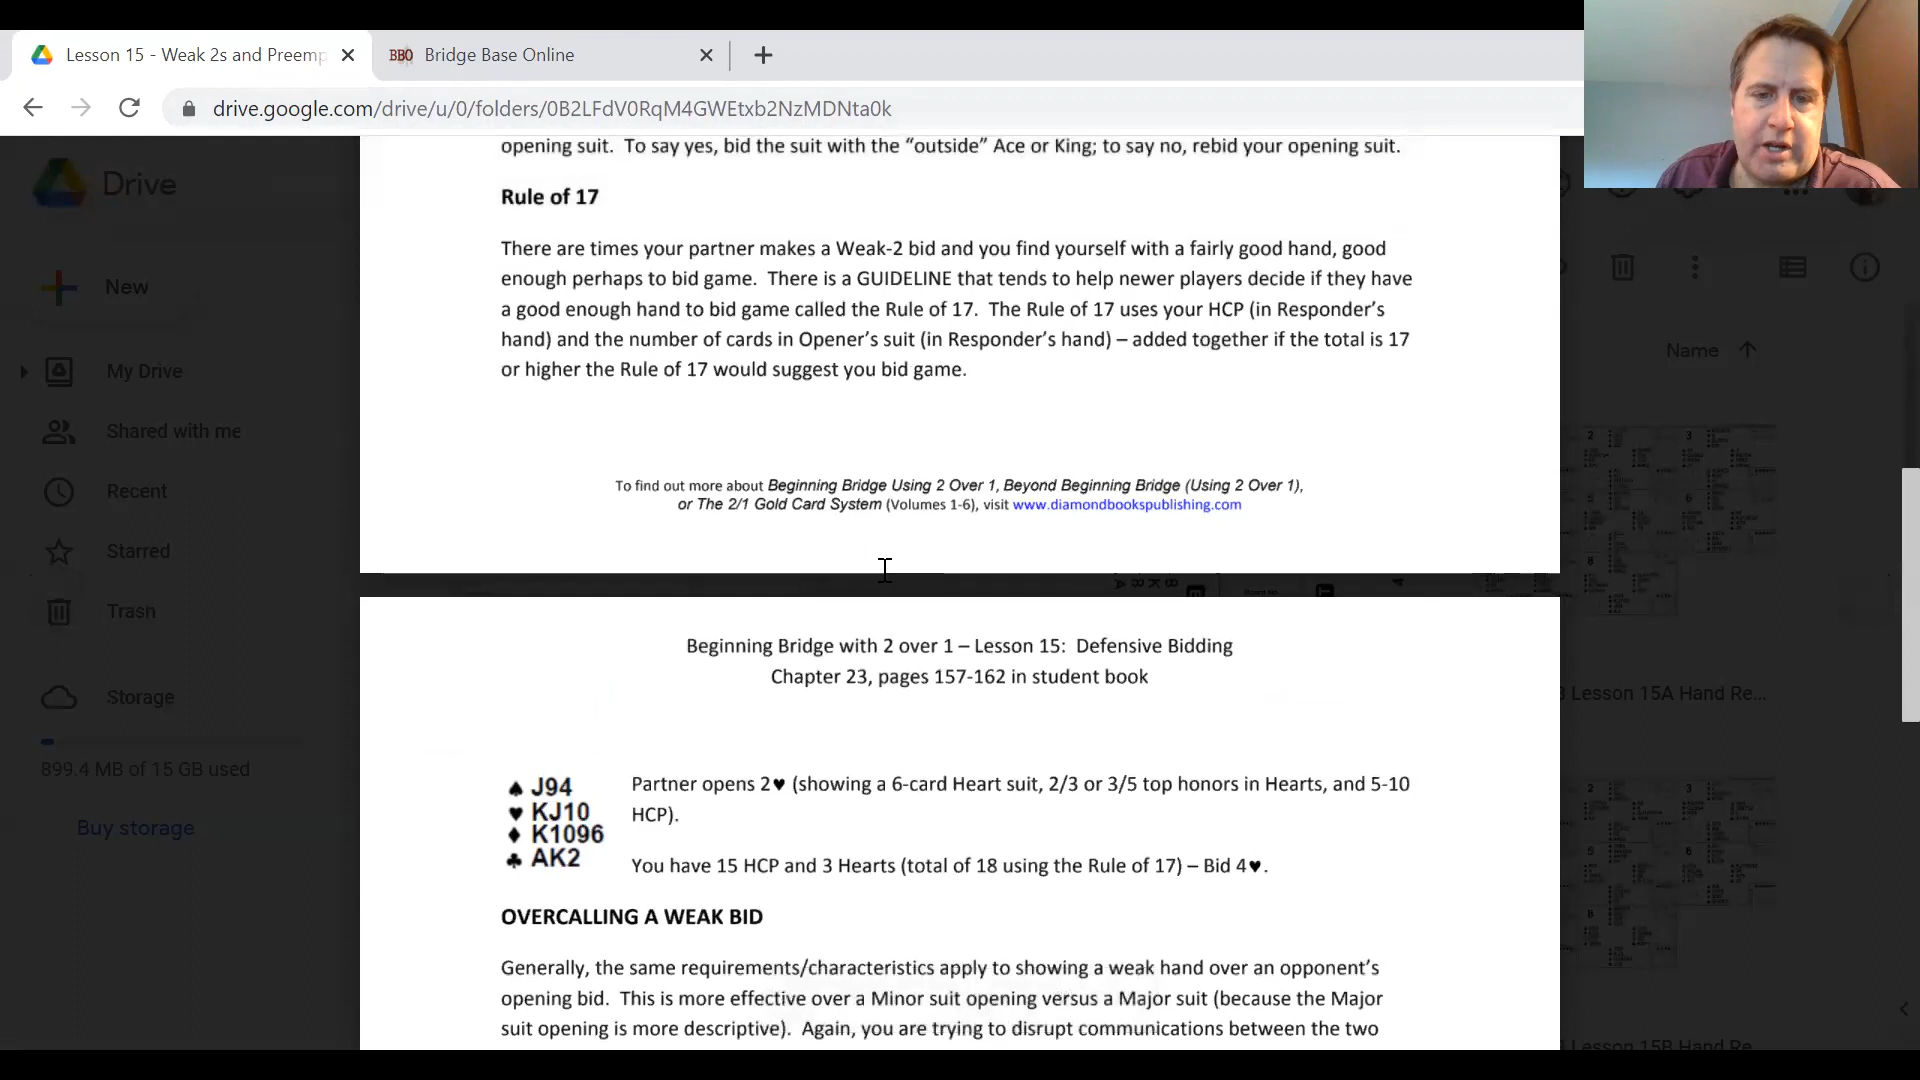 Lesson 15 - Weak 2s and Preemp
BBO Bridge Base Online
drive.google.com/drive/u/0/folders/0B2LFdV0RqM4GWEtxb2NzMDNta0k
Drive
New
My Drive
Shared with me
Recent
Starred
Trash
Storage
899.4 MB of 15 GB used
Buy storage
opening suit. To say yes, bid the suit with the “outside” Ace or King; to say no, rebid your opening suit.
Rule of 17
There are times your partner makes a Weak-2 bid and you find yourself with a fairly good hand, good
enough perhaps to bid game. There is a GUIDELINE that tends to help newer players decide if they have
a good enough hand to bid game called the Rule of 17. The Rule of 17 uses your HCP (in Responder’s
hand) and the number of cards in Opener’s suit (in Responder’s hand) – added together if the total is 17
or higher the Rule of 17 would suggest you bid game.
To find out more about Beginning Bridge Using 2 Over 1, Beyond Beginning Bridge (Using 2 Over 1),
or The 2/1 Gold Card System (Volumes 1-6), visit www.diamondbookspublishing.com
Beginning Bridge with 2 over 1 – Lesson 15: Defensive Bidding
Chapter 23, pages 157-162 in student book
♠ J94
♥ KJ10
♦ K1096
♣ AK2
Partner opens 2♥ (showing a 6-card Heart suit, 2/3 or 3/5 top honors in Hearts, and 5-10
HCP).
You have 15 HCP and 3 Hearts (total of 18 using the Rule of 17) – Bid 4♥.
OVERCALLING A WEAK BID
Generally, the same requirements/characteristics apply to showing a weak hand over an opponent’s
opening bid. This is more effective over a Minor suit opening versus a Major suit (because the Major
suit opening is more descriptive). Again, you are trying to disrupt communications between the two
Name
Lesson 15A Hand Re...
Lesson 15B Hand Re